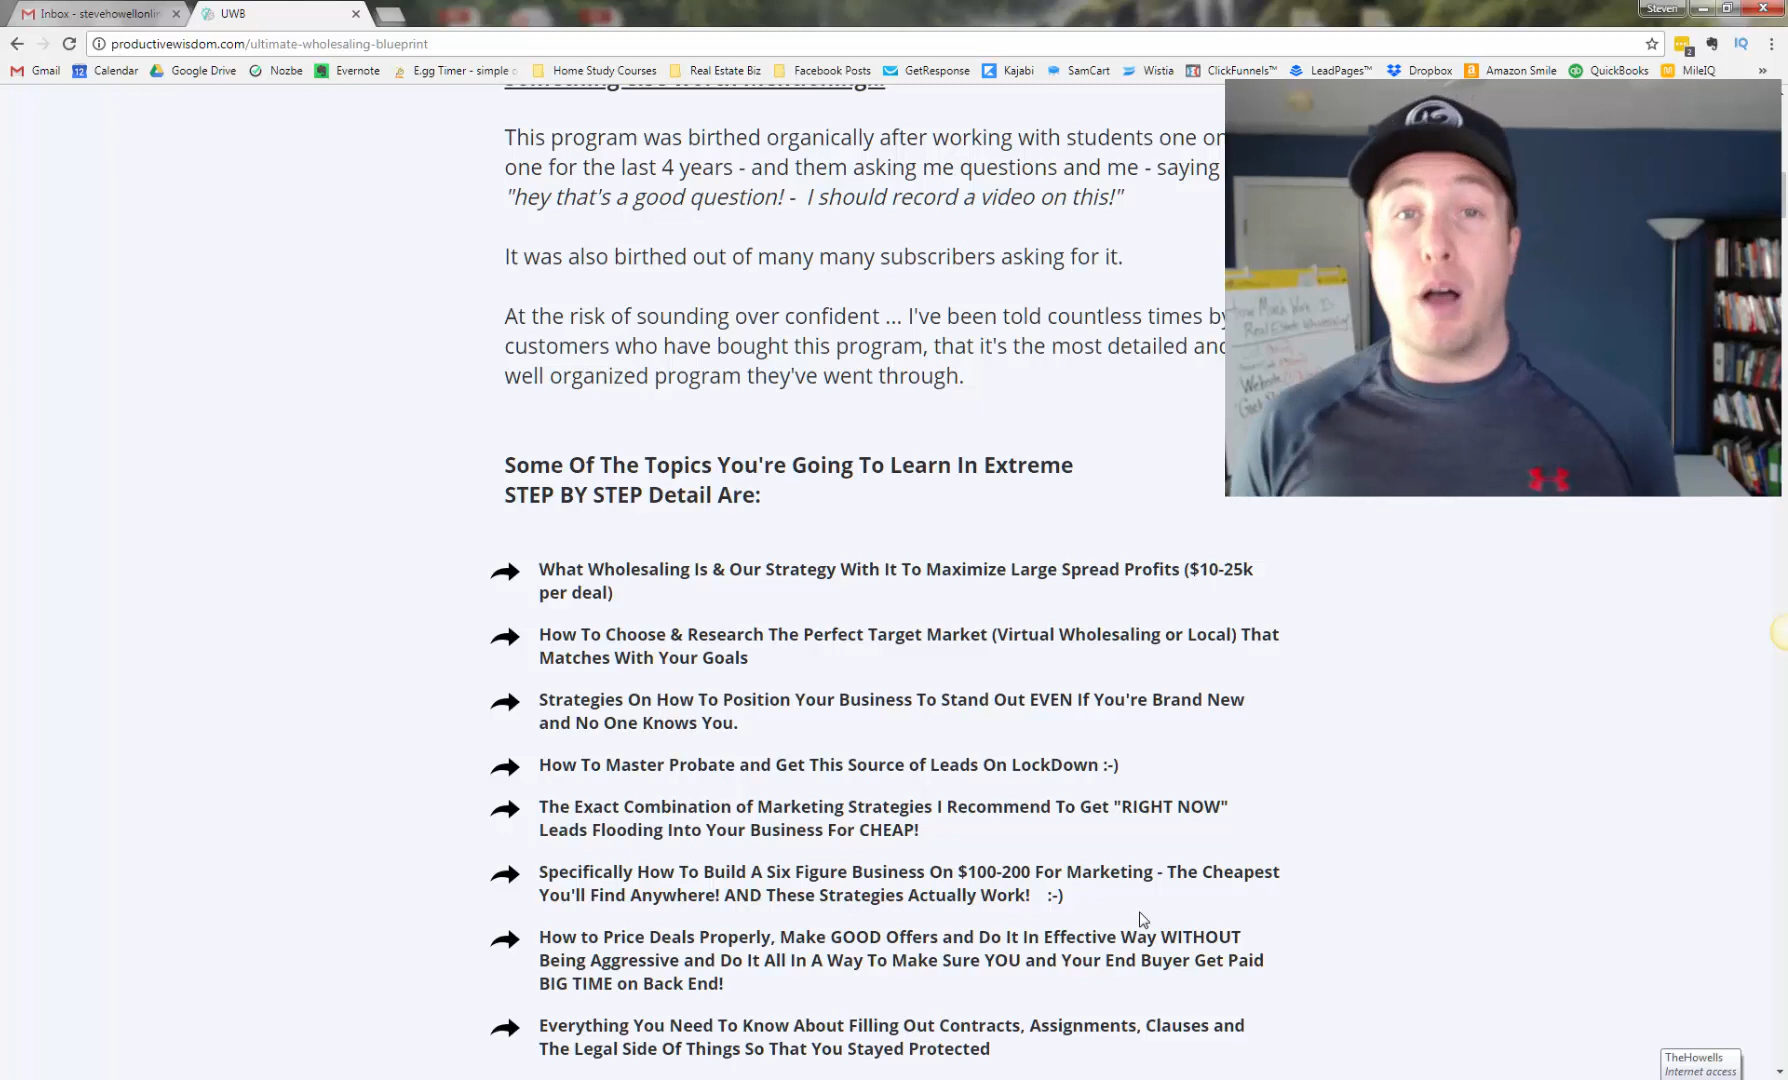 Inbox - stevehowellonlin
UWB
Steven
productivewisdom.com/ultimate-wholesaling-blueprint
Gmail
12 Calendar
Google Drive
Nozbe
Evernote
E.gg Timer - simple c
Home Study Courses
Real Estate Biz
Facebook Posts
GetResponse
Kajabi
SamCart
Wistia
ClickFunnels™
LeadPages™
Dropbox
Amazon Smile
QuickBooks
MileIQ
»
This program was birthed organically after working with students one on
one for the last 4 years - and them asking me questions and me - saying
"hey that's a good question! - I should record a video on this!"
It was also birthed out of many many subscribers asking for it.
At the risk of sounding over confident ... I've been told countless times by
customers who have bought this program, that it's the most detailed and
well organized program they've went through.
Real Estate Wholesaling
Website
Some Of The Topics You're Going To Learn In Extreme
STEP BY STEP Detail Are:
What Wholesaling Is & Our Strategy With It To Maximize Large Spread Profits ($10-25k
per deal)
How To Choose & Research The Perfect Target Market (Virtual Wholesaling or Local) That
Matches With Your Goals
Strategies On How To Position Your Business To Stand Out EVEN If You're Brand New
and No One Knows You.
How To Master Probate and Get This Source of Leads On LockDown :-)
The Exact Combination of Marketing Strategies I Recommend To Get "RIGHT NOW"
Leads Flooding Into Your Business For CHEAP!
Specifically How To Build A Six Figure Business On $100-200 For Marketing - The Cheapest
You'll Find Anywhere! AND These Strategies Actually Work! :-)
How to Price Deals Properly, Make GOOD Offers and Do It In Effective Way WITHOUT
Being Aggressive and Do It All In A Way To Make Sure YOU and Your End Buyer Get Paid
BIG TIME on Back End!
Everything You Need To Know About Filling Out Contracts, Assignments, Clauses and
The Legal Side Of Things So That You Stayed Protected
TheHowells
Internet access